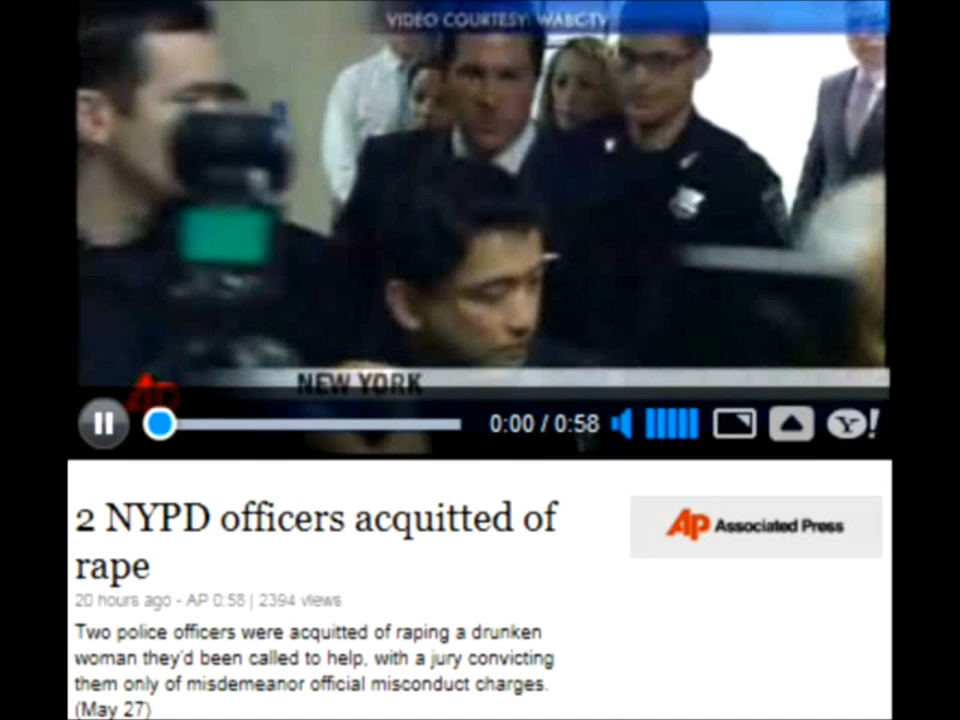 VIDEO COURTESY: WABC-TV
NEW YORK
AP
0:00 / 0:58
Y!
2 NYPD officers acquitted of
rape
AP Associated Press
20 hours ago - AP 0:58 | 2394 views
Two police officers were acquitted of raping a drunken
woman they'd been called to help, with a jury convicting
them only of misdemeanor official misconduct charges.
(May 27)